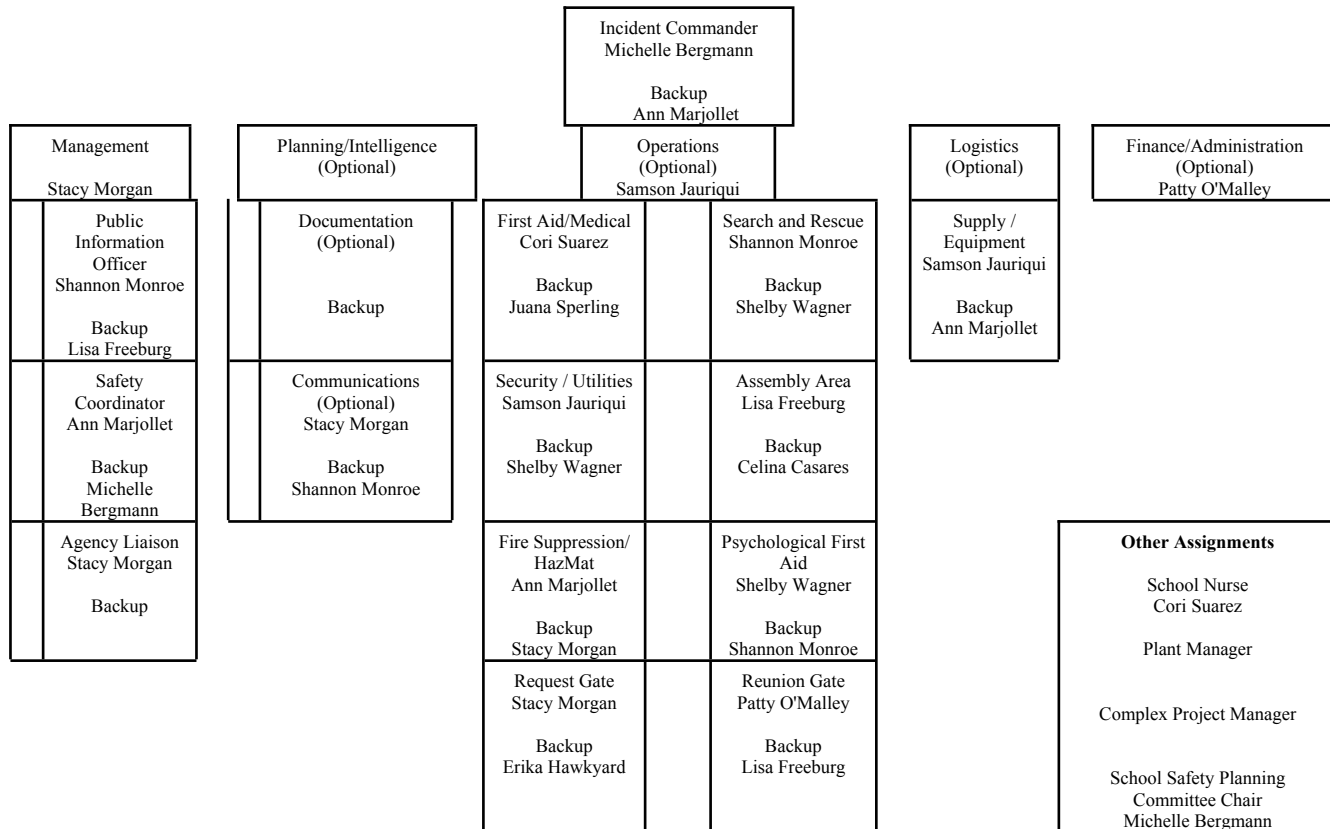 Incident Commander
Michelle Bergmann
Backup
Ann Marjollet
Management
Stacy Morgan
Planning/Intelligence
(Optional)
Operations
(Optional)
Samson Jauriqui
Logistics
(Optional)
Finance/Administration
(Optional)
Patty O'Malley
Public
Information
Officer
Shannon Monroe
Backup
Lisa Freeburg
Documentation
(Optional)
Backup
First Aid/Medical
Cori Suarez
Backup
Juana Sperling
Search and Rescue
Shannon Monroe
Backup
Shelby Wagner
Supply /
Equipment
Samson Jauriqui
Backup
Ann Marjollet
Safety
Coordinator
Ann Marjollet
Backup
Michelle
Bergmann
Communications
(Optional)
Stacy Morgan
Backup
Shannon Monroe
Security / Utilities
Samson Jauriqui
Backup
Shelby Wagner
Assembly Area
Lisa Freeburg
Backup
Celina Casares
Agency Liaison
Stacy Morgan
Backup
Fire Suppression/
HazMat
Ann Marjollet
Backup
Stacy Morgan
Psychological First
Aid
Shelby Wagner
Backup
Shannon Monroe
Request Gate
Stacy Morgan
Backup
Erika Hawkyard
Reunion Gate
Patty O'Malley
Backup
Lisa Freeburg
Other Assignments
School Nurse
Cori Suarez
Plant Manager
Complex Project Manager
School Safety Planning
Committee Chair
Michelle Bergmann